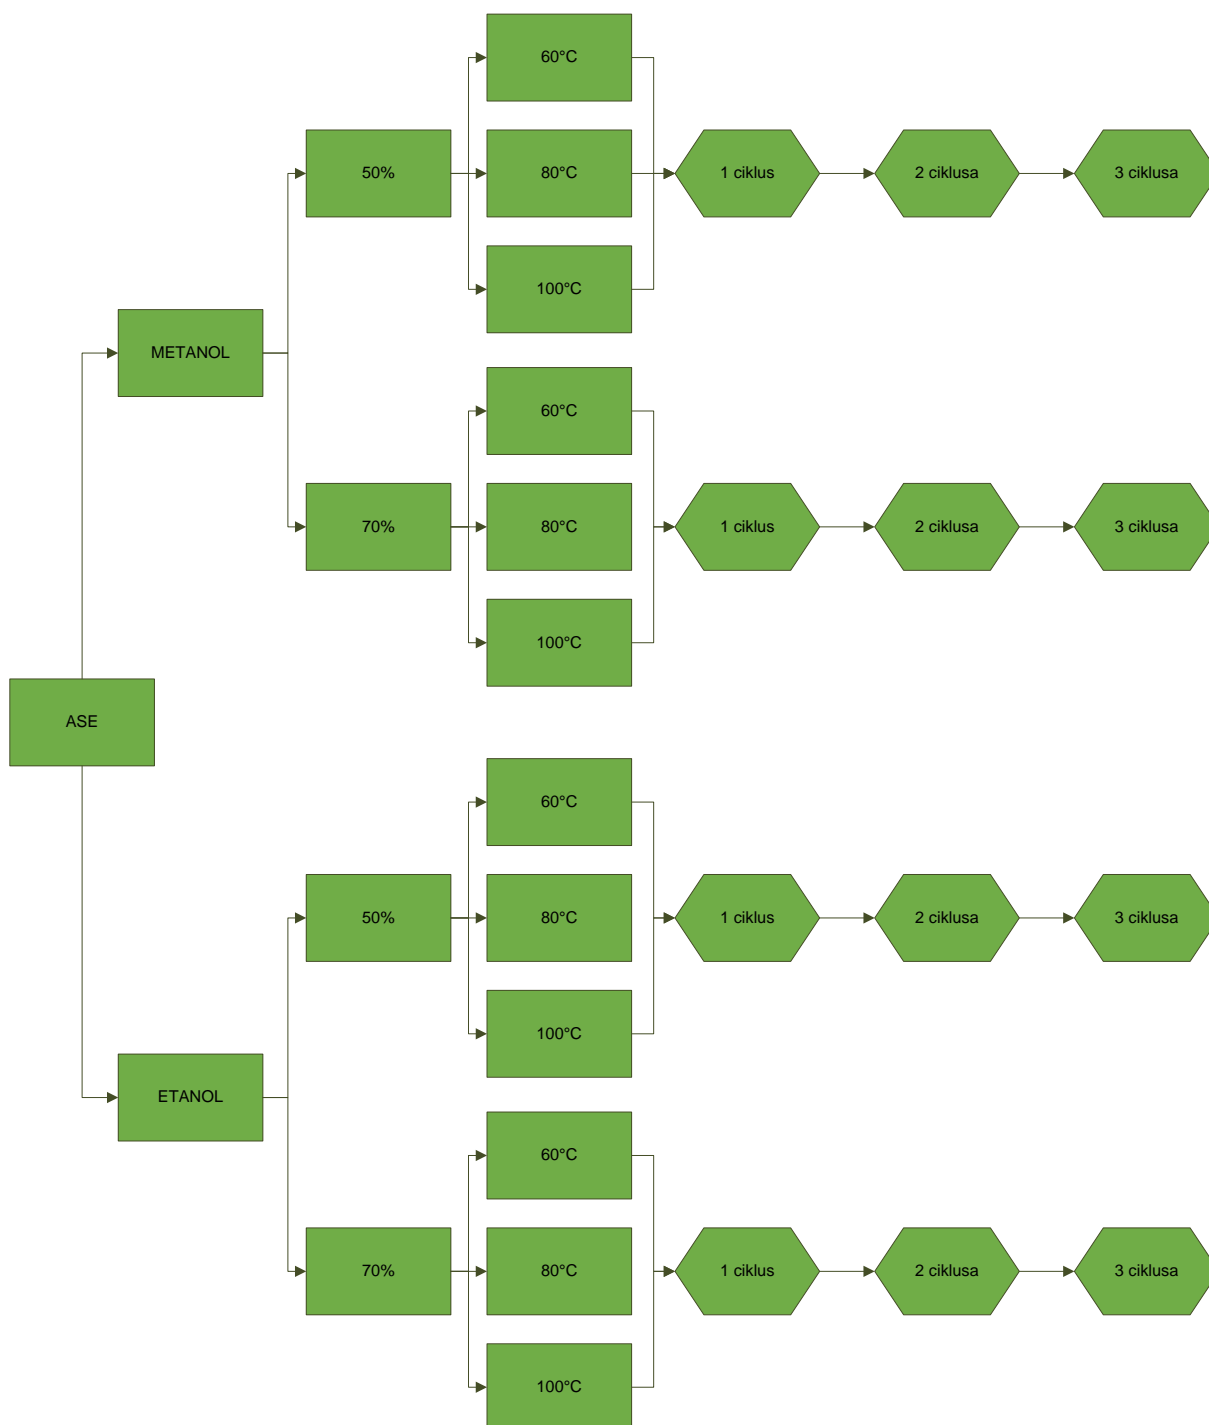 60°C
50%
80°C
1 ciklus
2 ciklusa
3 ciklusa
100°C
METANOL
60°C
70%
80°C
1 ciklus
2 ciklusa
3 ciklusa
100°C
ASE
60°C
50%
80°C
1 ciklus
2 ciklusa
3 ciklusa
100°C
ETANOL
60°C
70%
80°C
1 ciklus
2 ciklusa
3 ciklusa
100°C